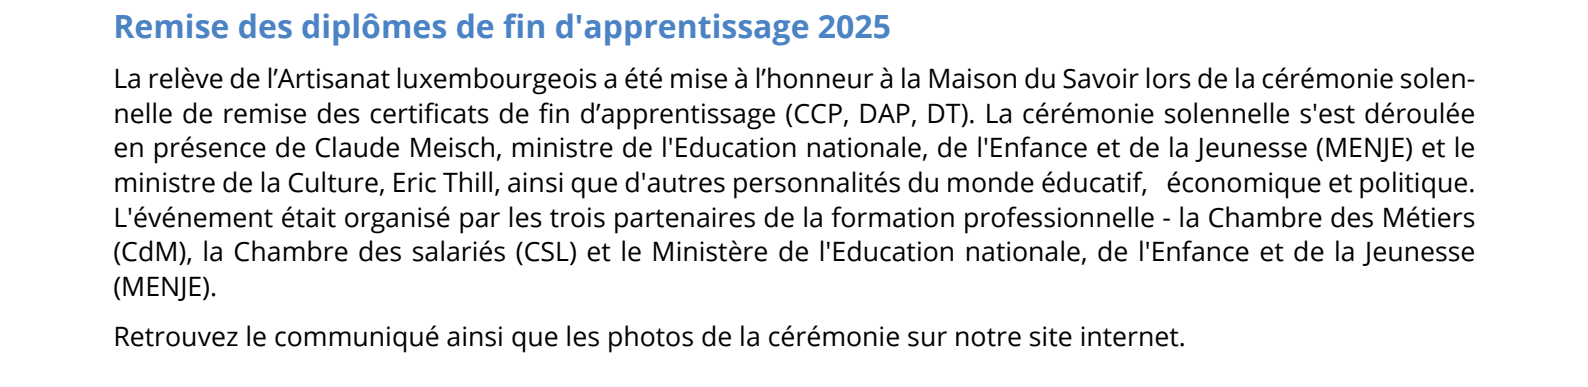 Remise des diplômes de fin d'apprentissage 2025
La relève de l’Artisanat luxembourgeois a été mise à l’honneur à la Maison du Savoir lors de la cérémonie solen-
nelle de remise des certificats de fin d’apprentissage (CCP, DAP, DT). La cérémonie solennelle s'est déroulée
en présence de Claude Meisch, ministre de l'Education nationale, de l'Enfance et de la Jeunesse (MENJE) et le
ministre de la Culture, Eric Thill, ainsi que d'autres personnalités du monde éducatif,  économique et politique.
L'événement était organisé par les trois partenaires de la formation professionnelle - la Chambre des Métiers
(CdM), la Chambre des salariés (CSL) et le Ministère de l'Education nationale, de l'Enfance et de la Jeunesse
(MENJE).
Retrouvez le communiqué ainsi que les photos de la cérémonie sur notre site internet.